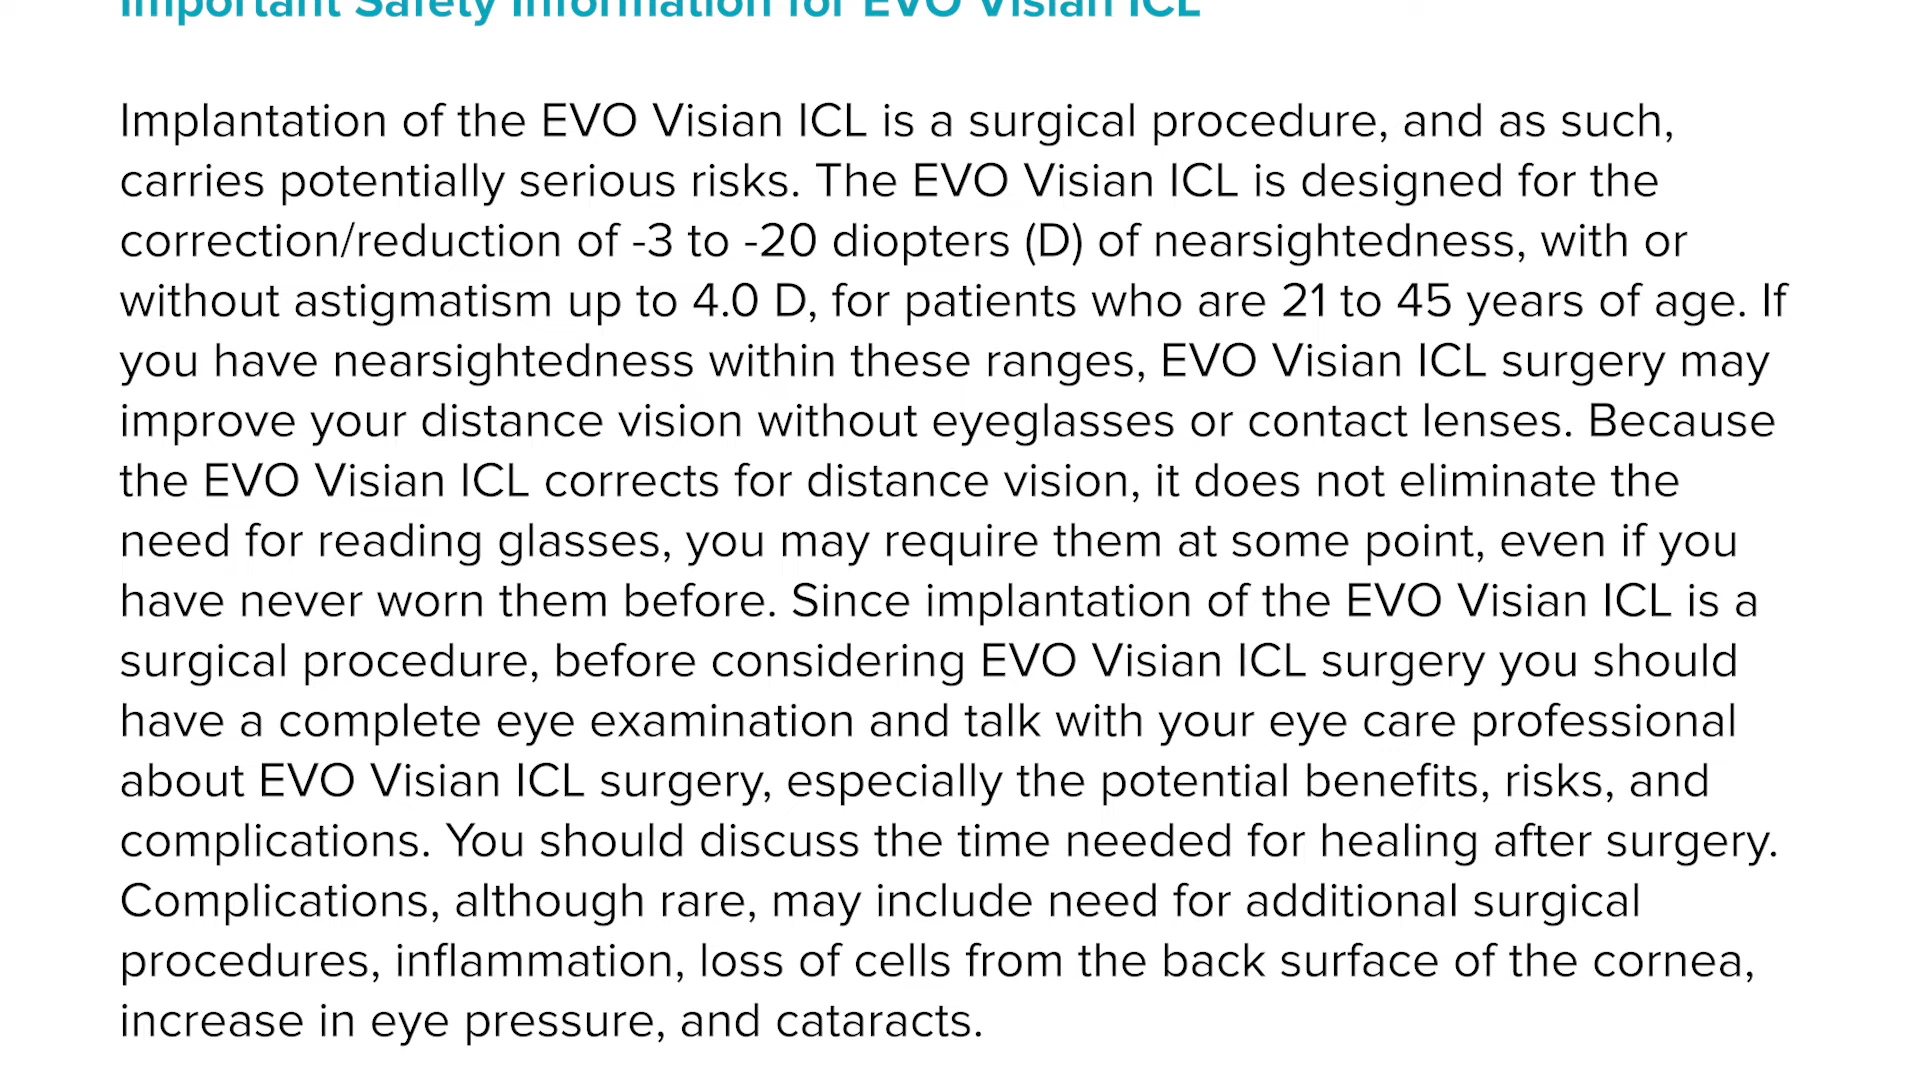 Important Safety Information for EVO Visian ICL
Implantation of the EVO Visian ICL is a surgical procedure, and as such,
carries potentially serious risks. The EVO Visian ICL is designed for the
correction/reduction of -3 to -20 diopters (D) of nearsightedness, with or
without astigmatism up to 4.0 D, for patients who are 21 to 45 years of age. If
you have nearsightedness within these ranges, EVO Visian ICL surgery may
improve your distance vision without eyeglasses or contact lenses. Because
the EVO Visian ICL corrects for distance vision, it does not eliminate the
need for reading glasses, you may require them at some point, even if you
have never worn them before. Since implantation of the EVO Visian ICL is a
surgical procedure, before considering EVO Visian ICL surgery you should
have a complete eye examination and talk with your eye care professional
about EVO Visian ICL surgery, especially the potential benefits, risks, and
complications. You should discuss the time needed for healing after surgery.
Complications, although rare, may include need for additional surgical
procedures, inflammation, loss of cells from the back surface of the cornea,
increase in eye pressure, and cataracts.